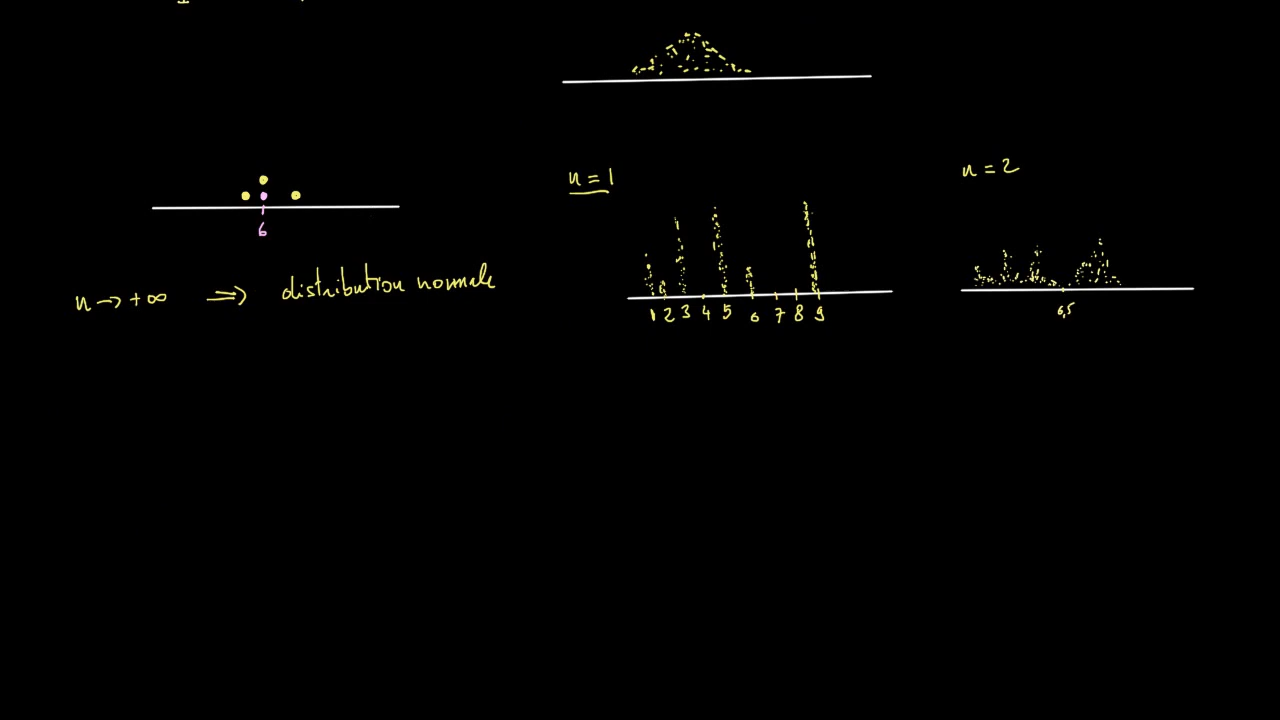 n = 1
n = 2
6
n → +∞ ⇒ distribution normale
1 2 3 4 5 6 7 8 9
6,5